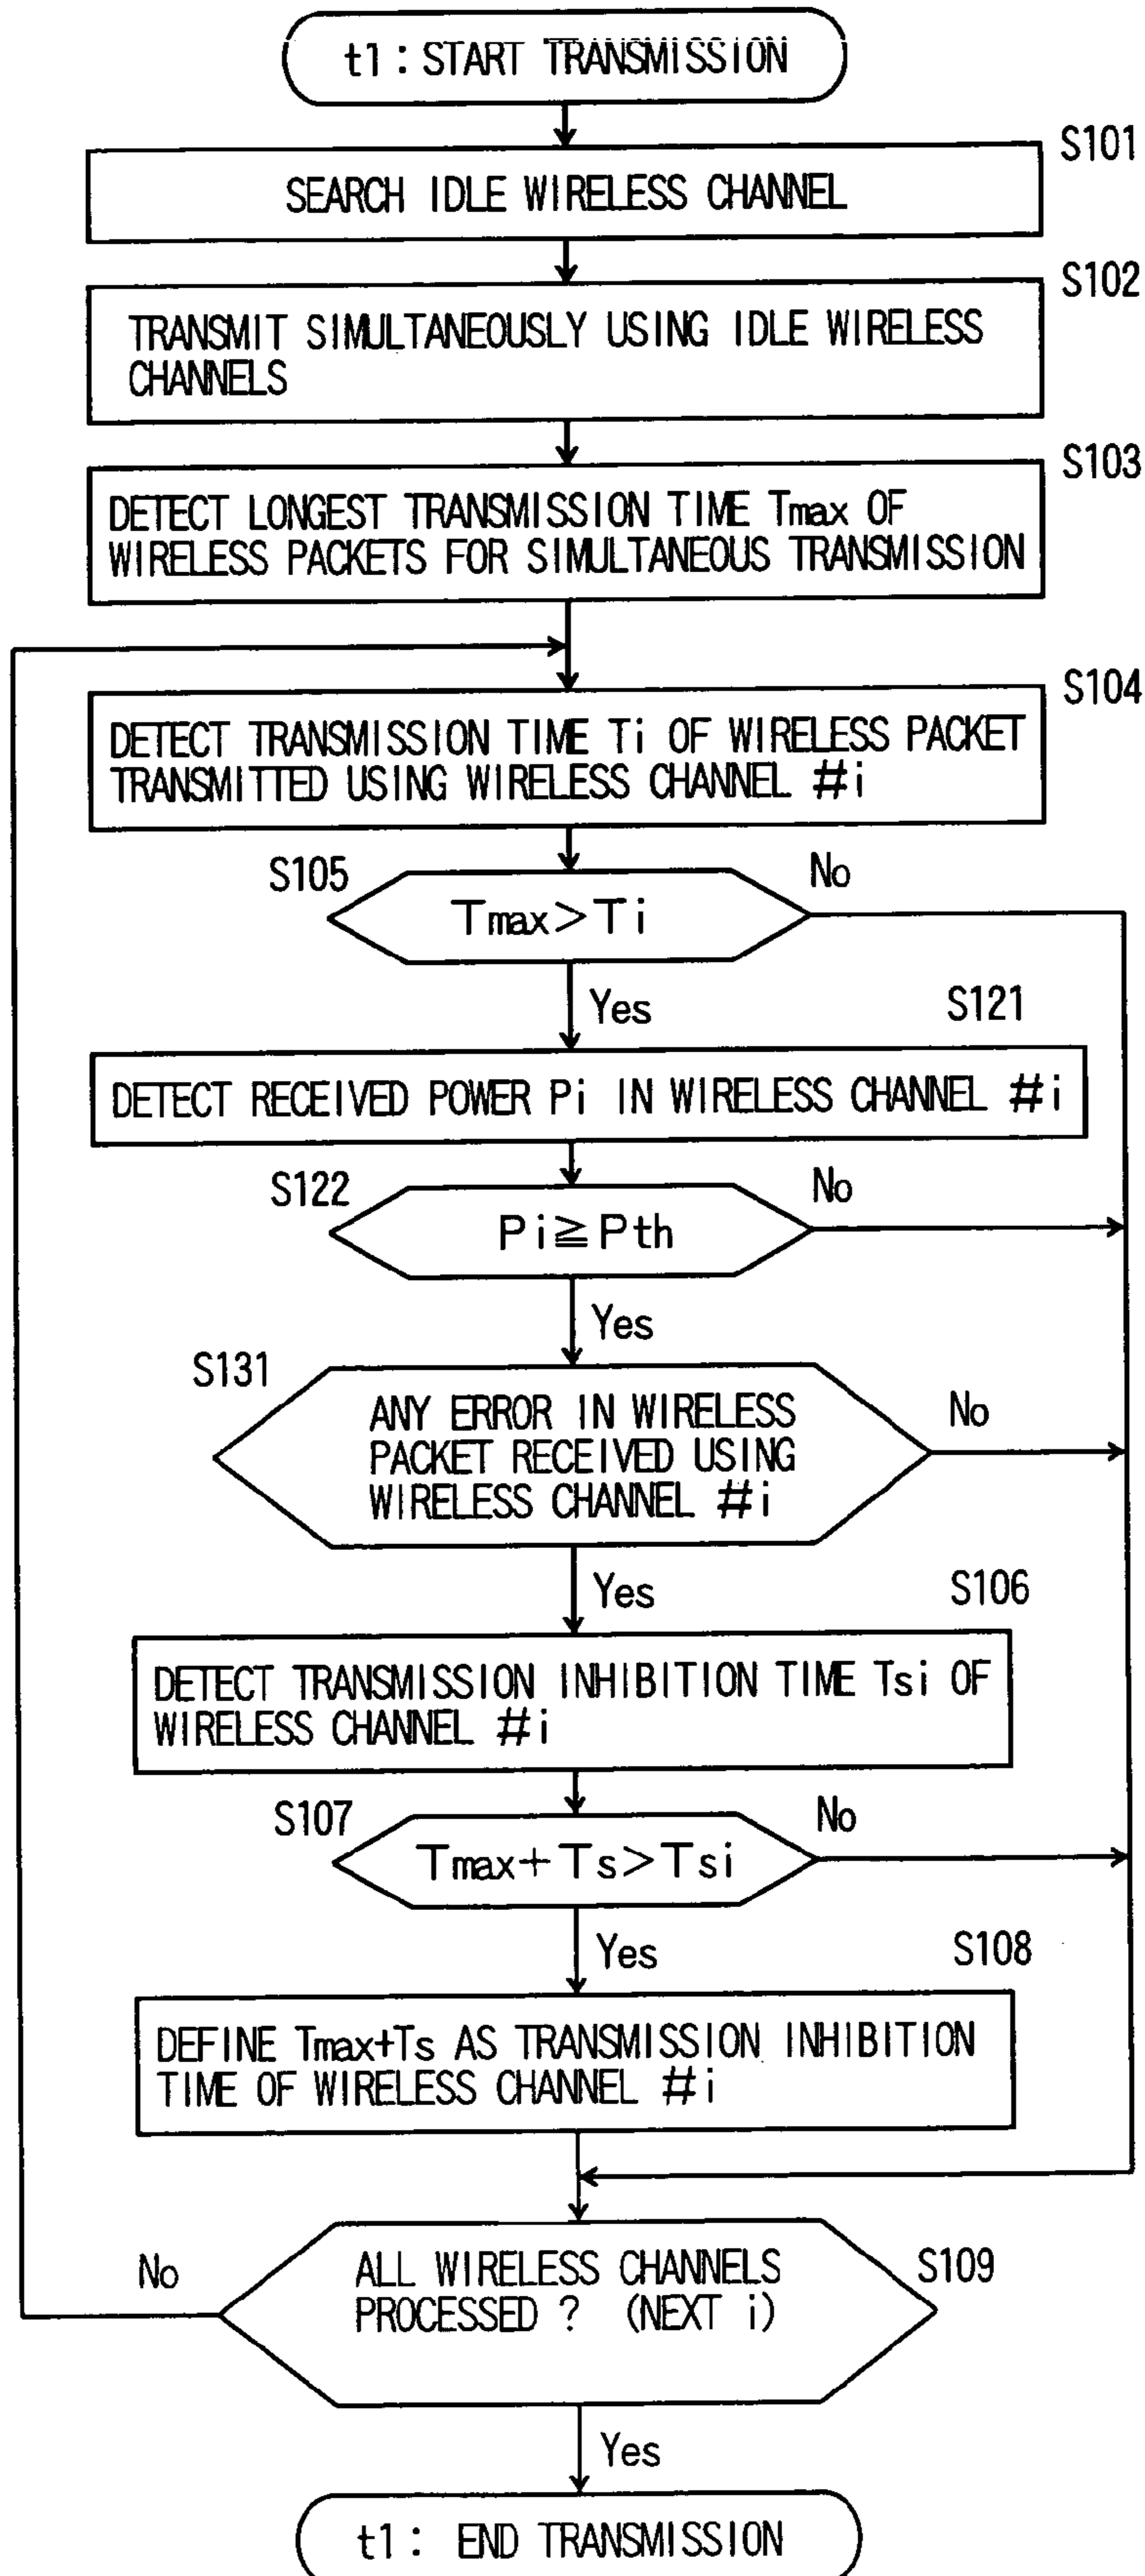 t1 : START TRANSMISSION
S101
SEARCH IDLE WIRELESS CHANNEL
S102
TRANSMIT SIMULTANEOUSLY USING IDLE WIRELESS
CHANNELS
S103
DETECT LONGEST TRANSMISSION TIME Tmax OF
WIRELESS PACKETS FOR SIMULTANEOUS TRANSMISSION
S104
DETECT TRANSMISSION TIME Ti OF WIRELESS PACKET
TRANSMITTED USING WIRELESS CHANNEL #i
S105
Tmax>Ti
No
Yes
S121
DETECT RECEIVED POWER Pi IN WIRELESS CHANNEL #i
S122
Pi≧Pth
No
Yes
S131
ANY ERROR IN WIRELESS
PACKET RECEIVED USING
WIRELESS CHANNEL #i
No
Yes
S106
DETECT TRANSMISSION INHIBITION TIME Tsi OF
WIRELESS CHANNEL #i
S107
Tmax+Ts>Tsi
No
Yes
S108
DEFINE Tmax+Ts AS TRANSMISSION INHIBITION
TIME OF WIRELESS CHANNEL #i
No
ALL WIRELESS CHANNELS
PROCESSED ? (NEXT i)
S109
Yes
t1 : END TRANSMISSION